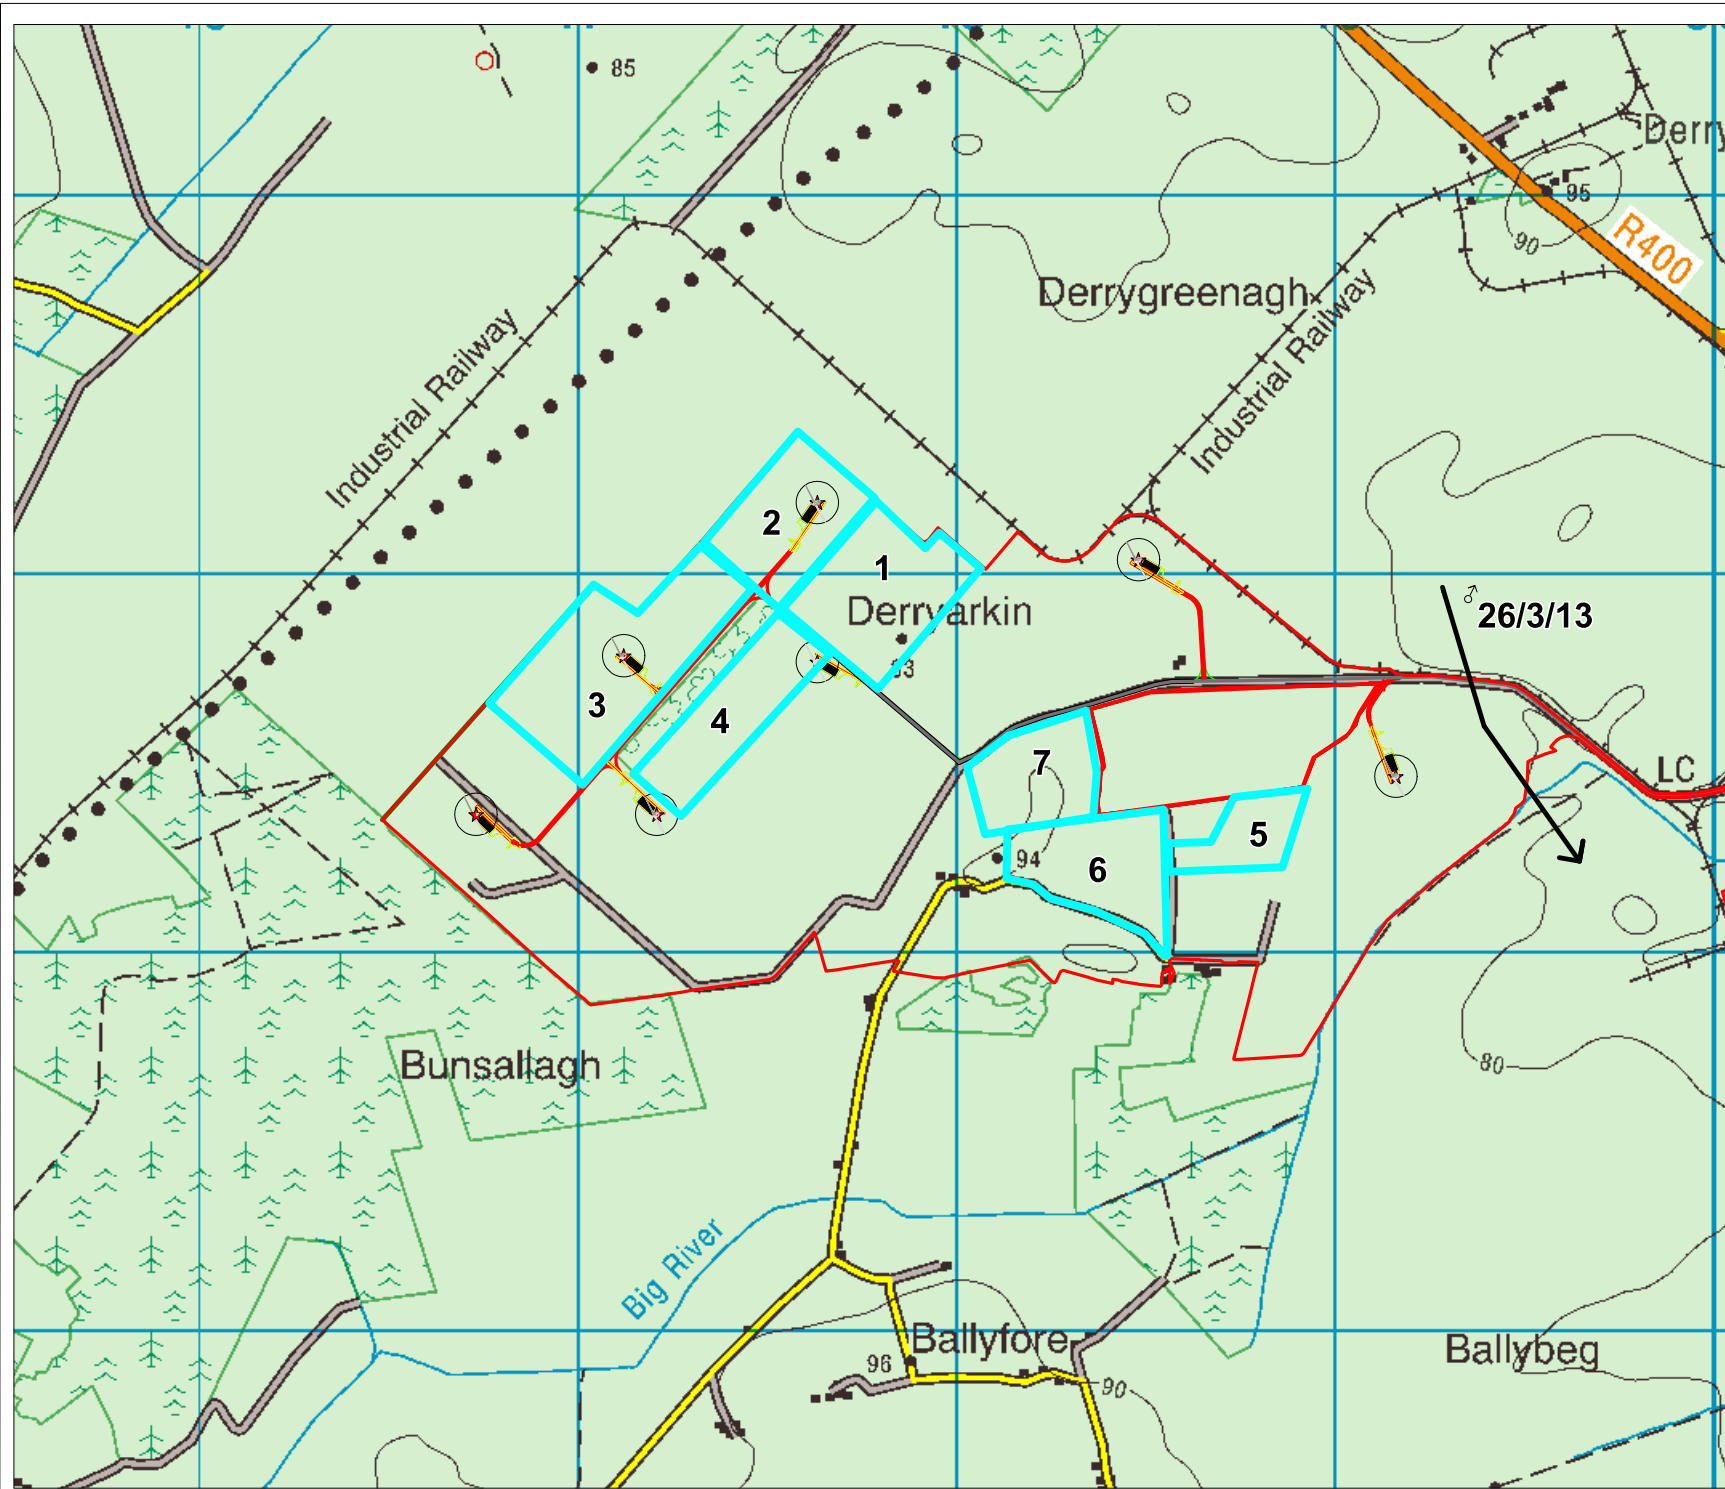 85
Derry
95
90
R400
Derrygreenagh
Industrial Railway
Industrial Railway
2
1
Derryarkin
♂
26/3/13
3
4
7
LC
5
94
6
Bunsallagh
80
Big River
Ballyfore
96
90
Ballybeg